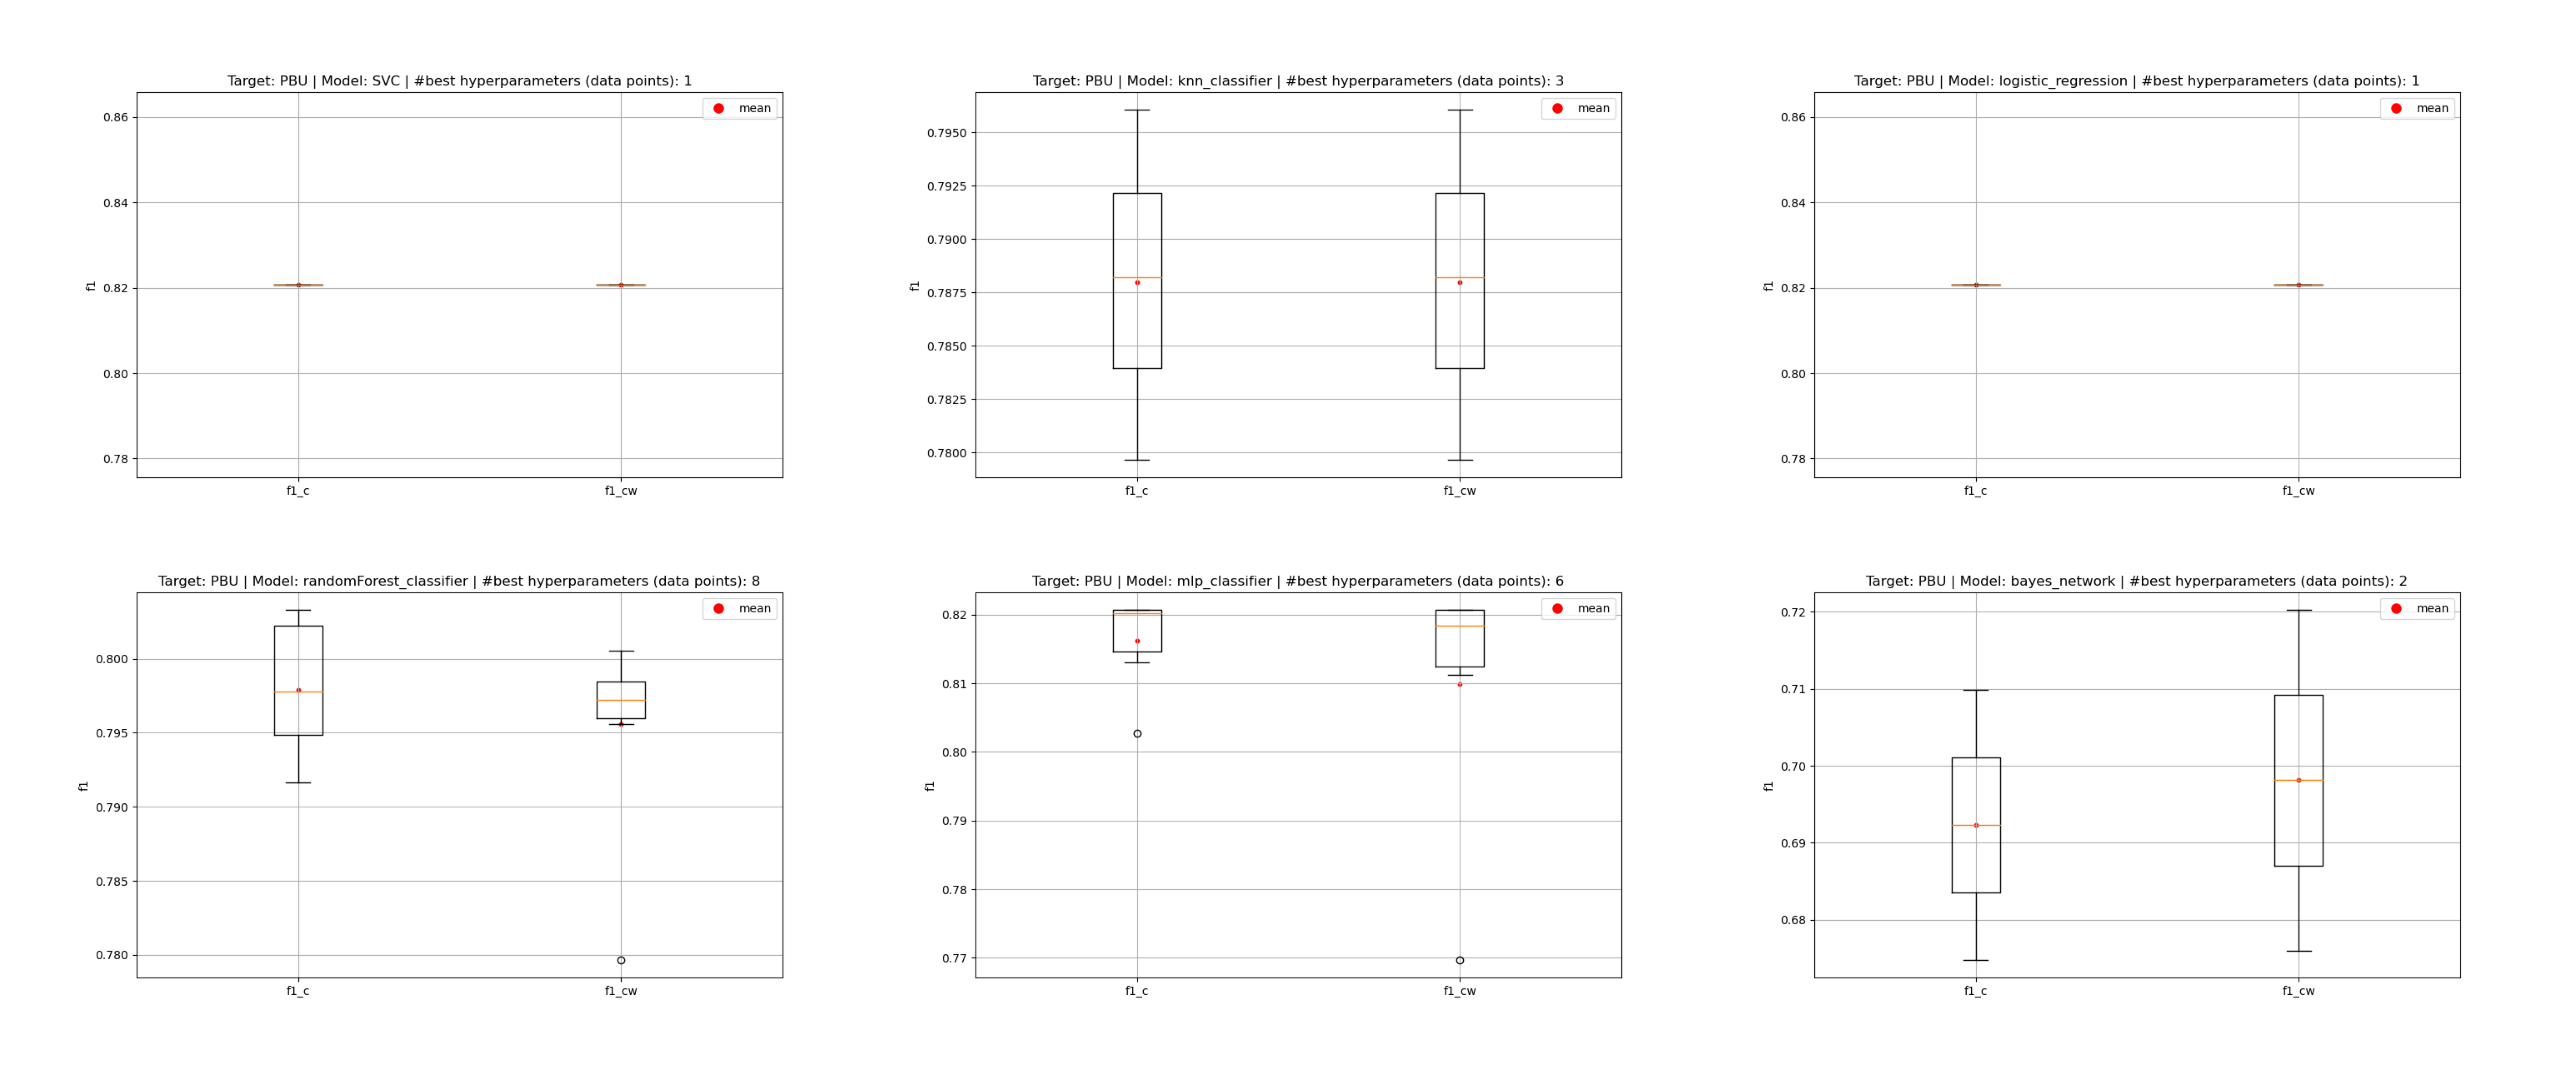 Target: PBU | Model: SVC | #best hyperparameters (data points): 1
mean
0.86
0.84
0.82
0.80
0.78
f1
f1_c
f1_cw
Target: PBU | Model: knn_classifier | #best hyperparameters (data points): 3
mean
0.7950
0.7925
0.7900
0.7875
0.7850
0.7825
0.7800
f1
f1_c
f1_cw
Target: PBU | Model: logistic_regression | #best hyperparameters (data points): 1
mean
0.86
0.84
0.82
0.80
0.78
f1
f1_c
f1_cw
Target: PBU | Model: randomForest_classifier | #best hyperparameters (data points): 8
mean
0.800
0.795
0.790
0.785
0.780
f1
f1_c
f1_cw
Target: PBU | Model: mlp_classifier | #best hyperparameters (data points): 6
mean
0.82
0.81
0.80
0.79
0.78
0.77
f1
f1_c
f1_cw
Target: PBU | Model: bayes_network | #best hyperparameters (data points): 2
mean
0.72
0.71
0.70
0.69
0.68
f1
f1_c
f1_cw